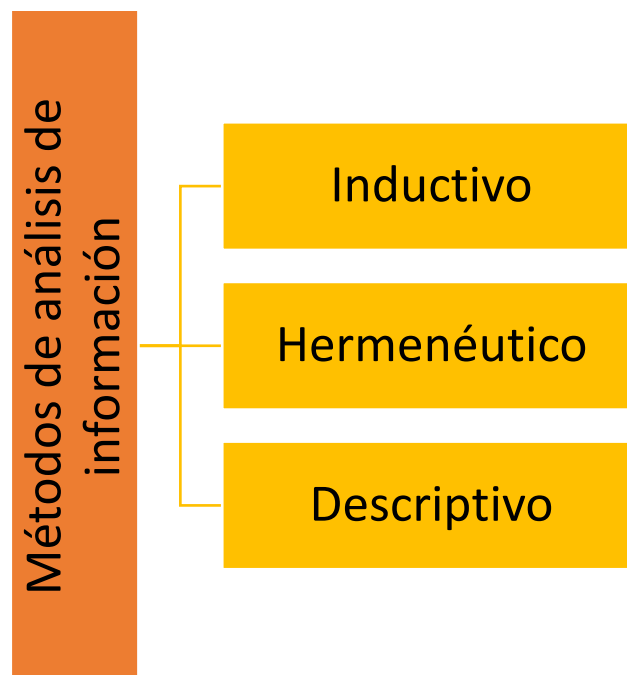 Métodos de análisis de
información
Inductivo
Hermenéutico
Descriptivo